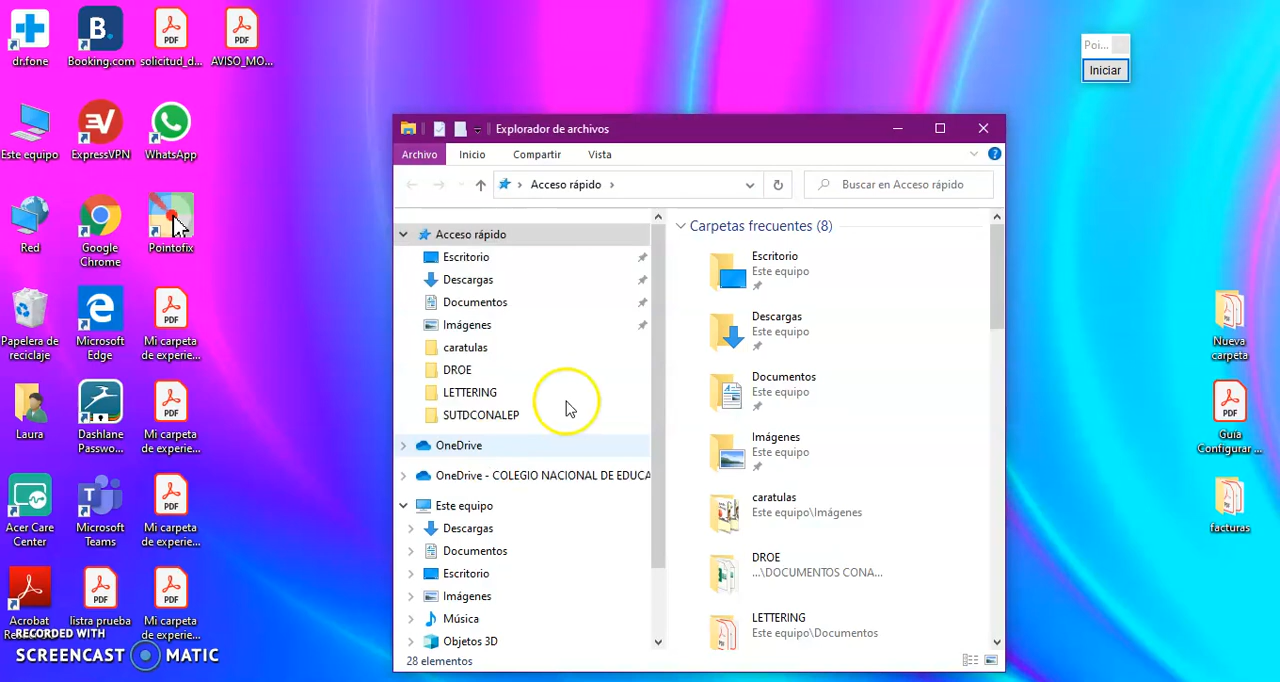 dr.fone
Booking.com
solicitud_d...
AVISO_MO...
Este equipo
ExpressVPN
WhatsApp
Red
Google
Chrome
Pointofix
Papelera de
reciclaje
Microsoft
Edge
Mi carpeta
de experie...
Laura
Dashlane
Passwo...
Mi carpeta
de experie...
Acer Care
Center
Microsoft
Teams
Mi carpeta
de experie...
Acrobat
listra prueba
Mi carpeta
de experie...
RECORDED WITH
SCREENCAST MATIC
Poi...
Iniciar
Explorador de archivos
Archivo Inicio Compartir Vista
Acceso rápido
Buscar en Acceso rápido
Acceso rápido
Escritorio
Descargas
Documentos
Imágenes
caratulas
DROE
LETTERING
SUTDCONALEP
OneDrive
OneDrive - COLEGIO NACIONAL DE EDUCA
Este equipo
Descargas
Documentos
Escritorio
Imágenes
Música
Objetos 3D
28 elementos
Carpetas frecuentes (8)
Escritorio
Este equipo
Descargas
Este equipo
Documentos
Este equipo
Imágenes
Este equipo
caratulas
Este equipo\Imágenes
DROE
...\DOCUMENTOS CONA...
LETTERING
Este equipo\Documentos
Nueva
carpeta
PDF
Guia
Configurar ...
facturas